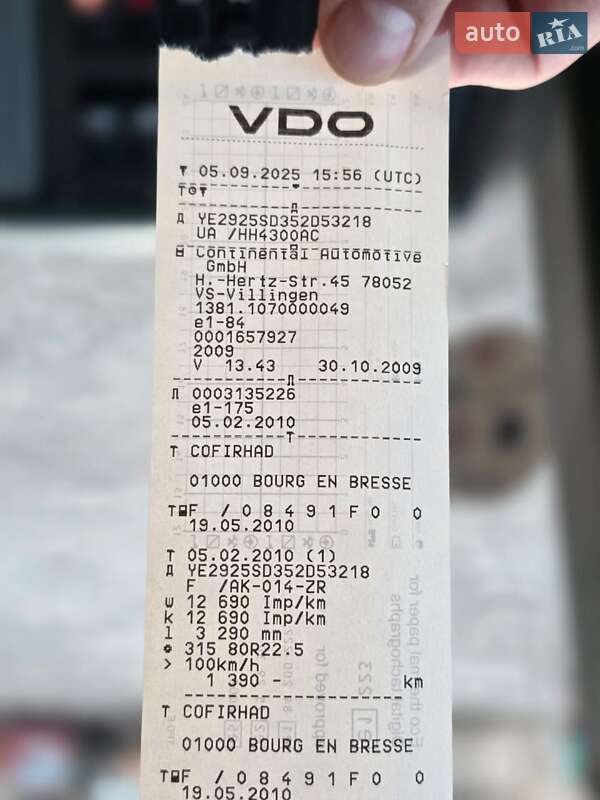 auto RIA .com
VDO
05.09.2025 15:56 (UTC)
YE2925SD352D53218
UA /HH4300AC
Continental Automotive
GmbH
H.-Hertz-Str.45 78052
VS-Villingen
1381.1070000049
e1-84
0001657927
2009
V 13.43 30.10.2009
0003135226
e1-175
05.02.2010
T COFIRHAD
01000 BOURG EN BRESSE
T F /08491F0 0
19.05.2010
T 05.02.2010 (1)
YE2925SD352D53218
F /AK-014-ZR
w 12 690 Imp/km
k 12 690 Imp/km
l 3 290 mm
315 80R22.5
> 100km/h
1 390 - km
T COFIRHAD
01000 BOURG EN BRESSE
T F /08491F0 0
19.05.2010